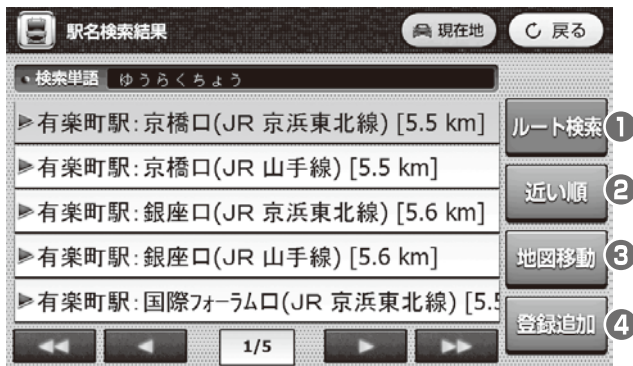 駅名検索結果
現在地
戻る
・検索単語 ゆうらくちょう
▶有楽町駅:京橋口(JR 京浜東北線) [5.5 km]
▶有楽町駅:京橋口(JR 山手線) [5.5 km]
▶有楽町駅:銀座口(JR 京浜東北線) [5.6 km]
▶有楽町駅:銀座口(JR 山手線) [5.6 km]
▶有楽町駅:国際フォーラム口(JR 京浜東北線) [5.5
1/5
ルート検索 ❶
近い順 ❷
地図移動 ❸
登録追加 ❹